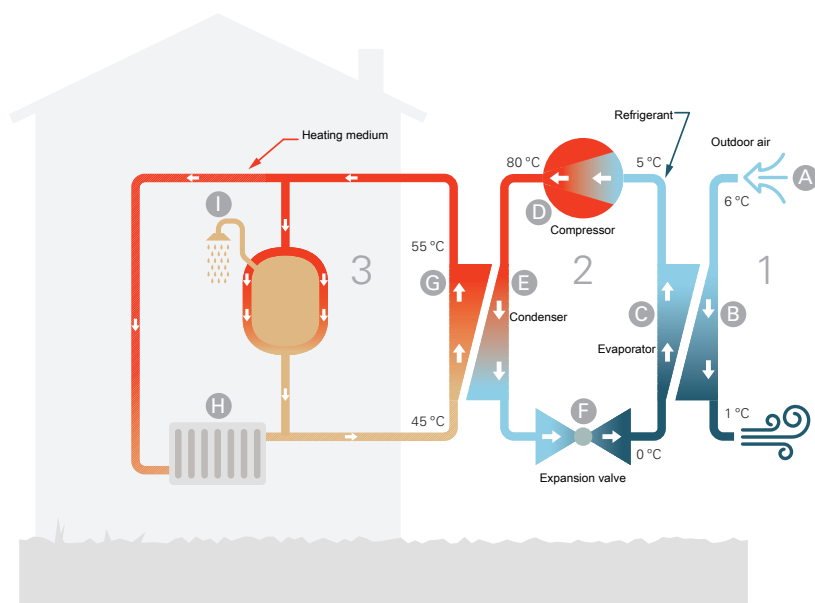 Refrigerant
Heating medium
Outdoor air
80 °C
5 °C
A
I
6 °C
D
Compressor
55 °C
3
2
1
G
E
C
B
Condenser
Evaporator
H
F
45 °C
1 °C
0 °C
Expansion valve